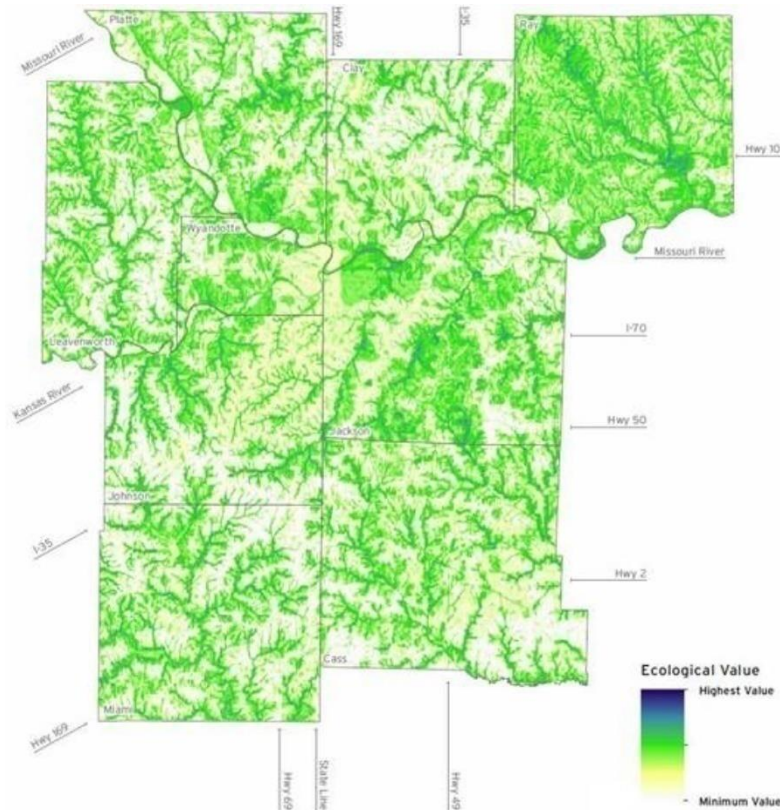 Platte
Hwy 169
I-35
Ray
Missouri River
Clay
Hwy 10
Wyandotte
Missouri River
Leavenworth
I-70
Kansas River
Jackson
Hwy 50
Johnson
I-35
Hwy 2
Cass
Ecological Value
Highest Value
Miami
Hwy 169
Hwy 69
State Line
Hwy 49
Minimum Value